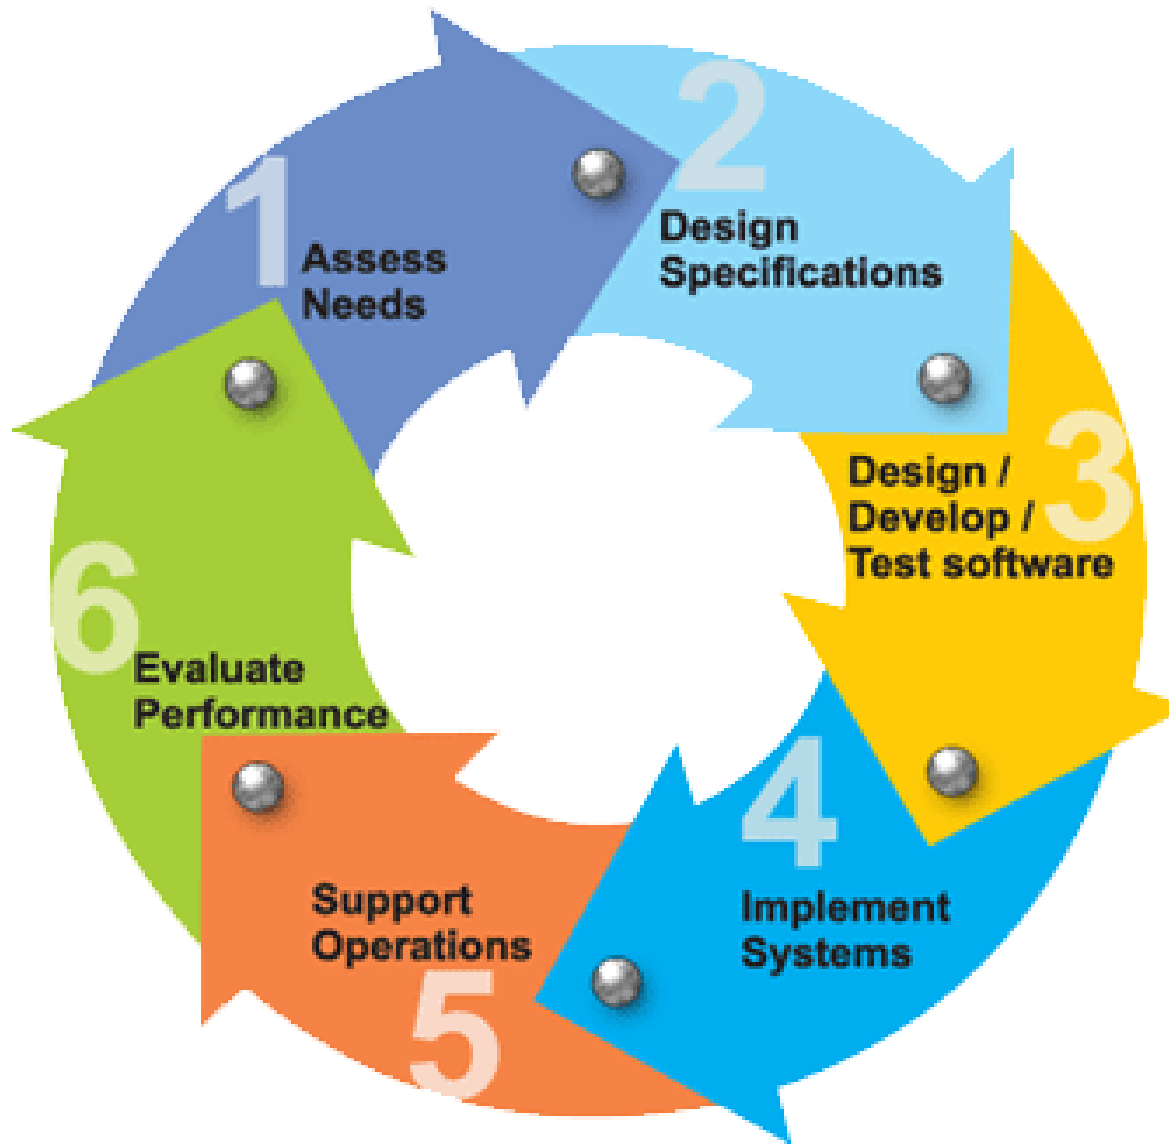 1
Assess
Needs
2
Design
Specifications
3
Design /
Develop /
Test software
4
Implement
Systems
5
Support
Operations
6
Evaluate
Performance